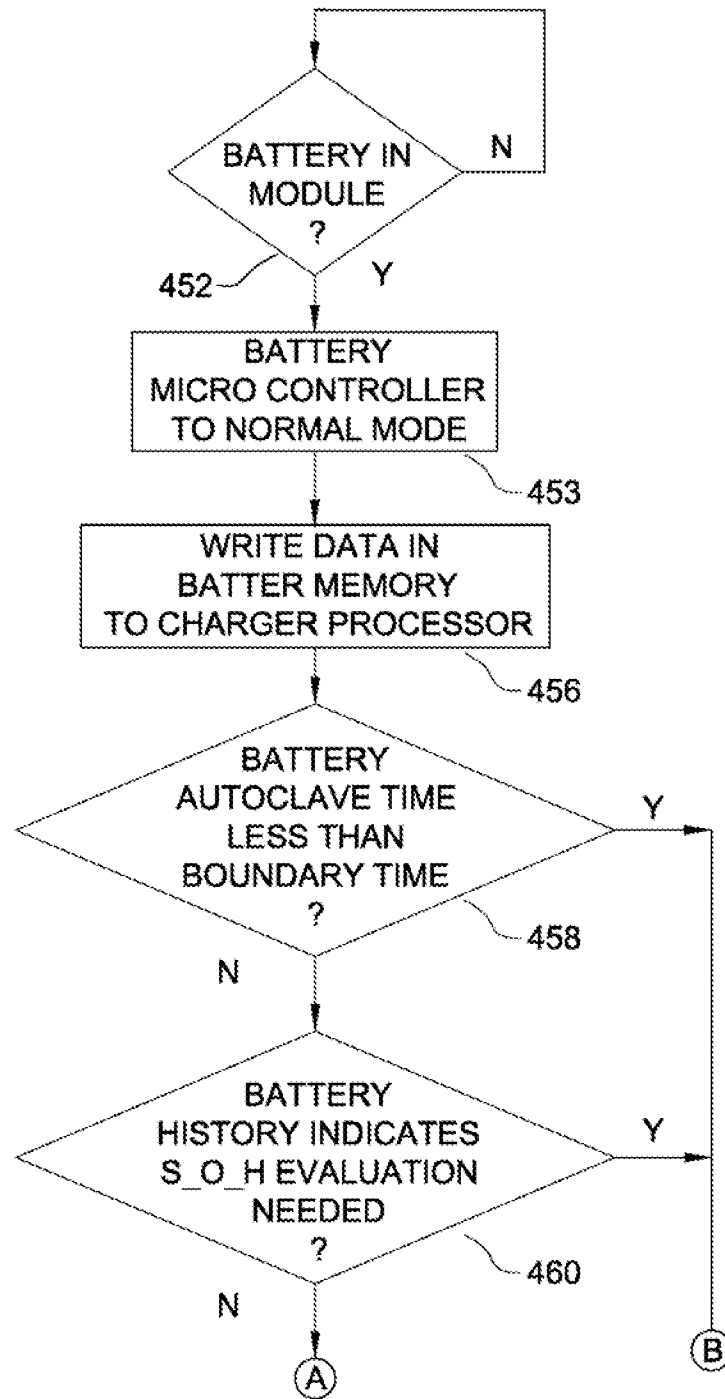 BATTERY IN
MODULE
?
N
452
Y
BATTERY
MICRO CONTROLLER
TO NORMAL MODE
453
WRITE DATA IN
BATTER MEMORY
TO CHARGER PROCESSOR
456
BATTERY
AUTOCLAVE TIME
LESS THAN
BOUNDARY TIME
?
Y
458
N
BATTERY
HISTORY INDICATES
S_O_H EVALUATION
NEEDED
?
Y
460
N
A
B